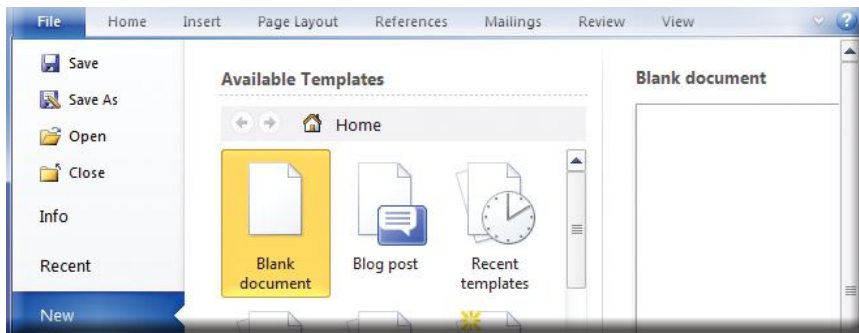 File Home Insert Page Layout References Mailings Review View
Save
Save As
Open
Close
Info
Recent
New
Available Templates
Home
Blank document
Blog post
Recent templates
Blank document